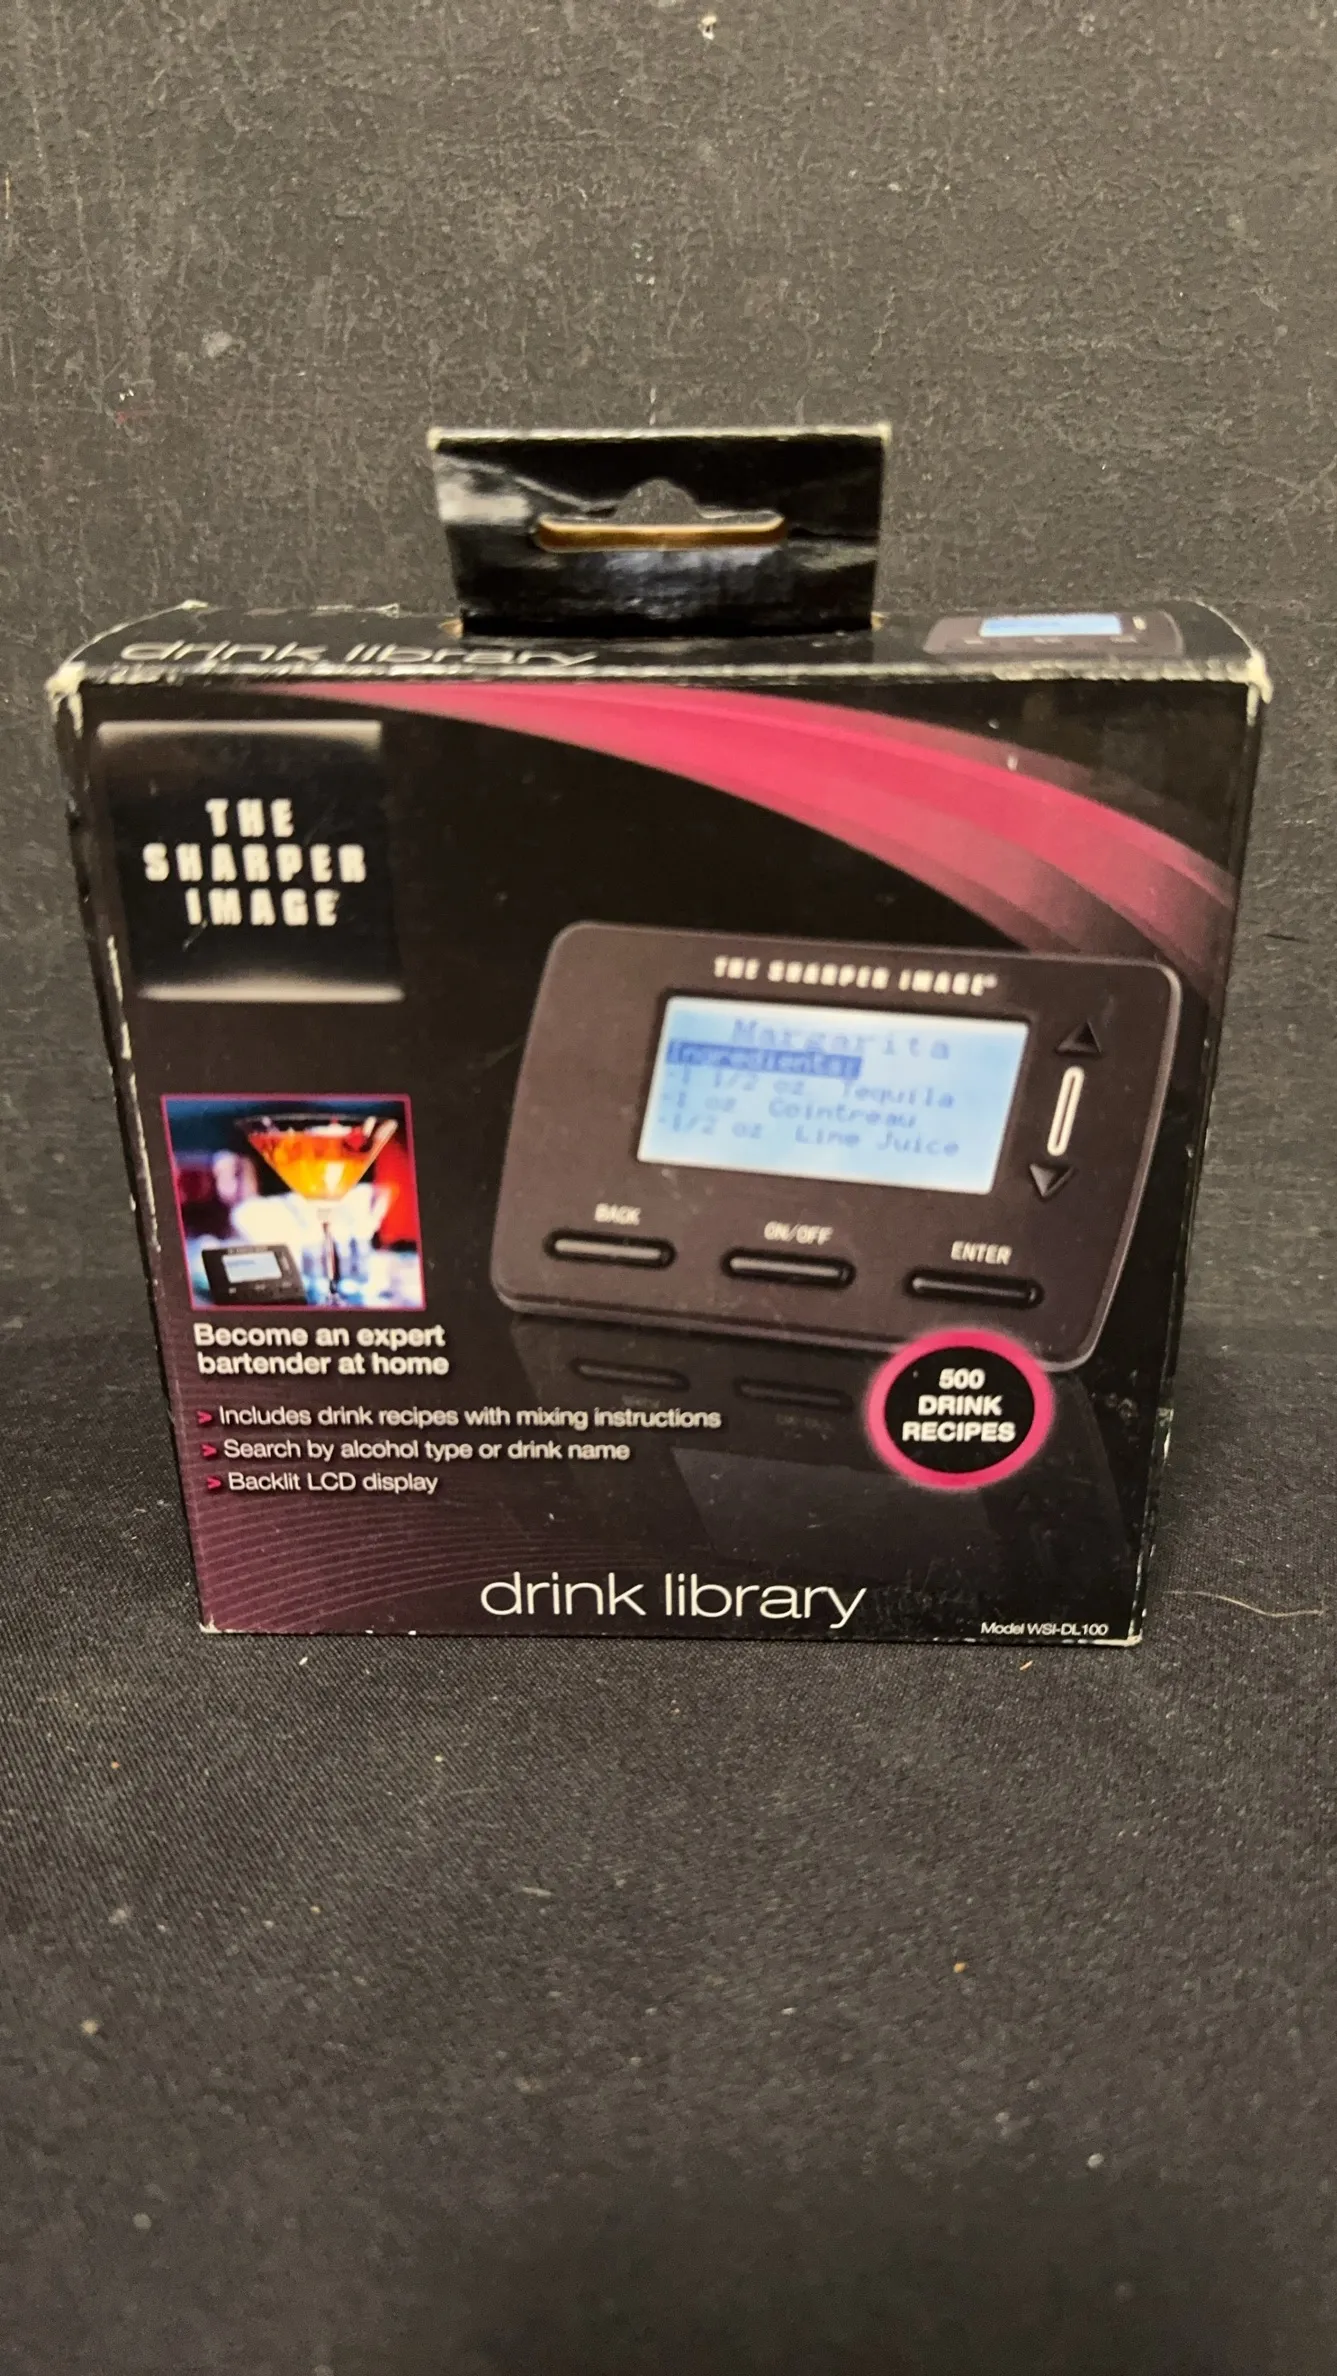 drink library
THE
SHARPER
IMAGE
THE SHARPER IMAGE®
Margarita
Ingredients:
-1 1/2 oz Tequila
-1 oz Cointreau
-1/2 oz Lime Juice
BACK
ON/OFF
ENTER
Become an expert
bartender at home
> Includes drink recipes with mixing instructions
> Search by alcohol type or drink name
> Backlit LCD display
500
DRINK
RECIPES
drink library
Model WSI-DL100